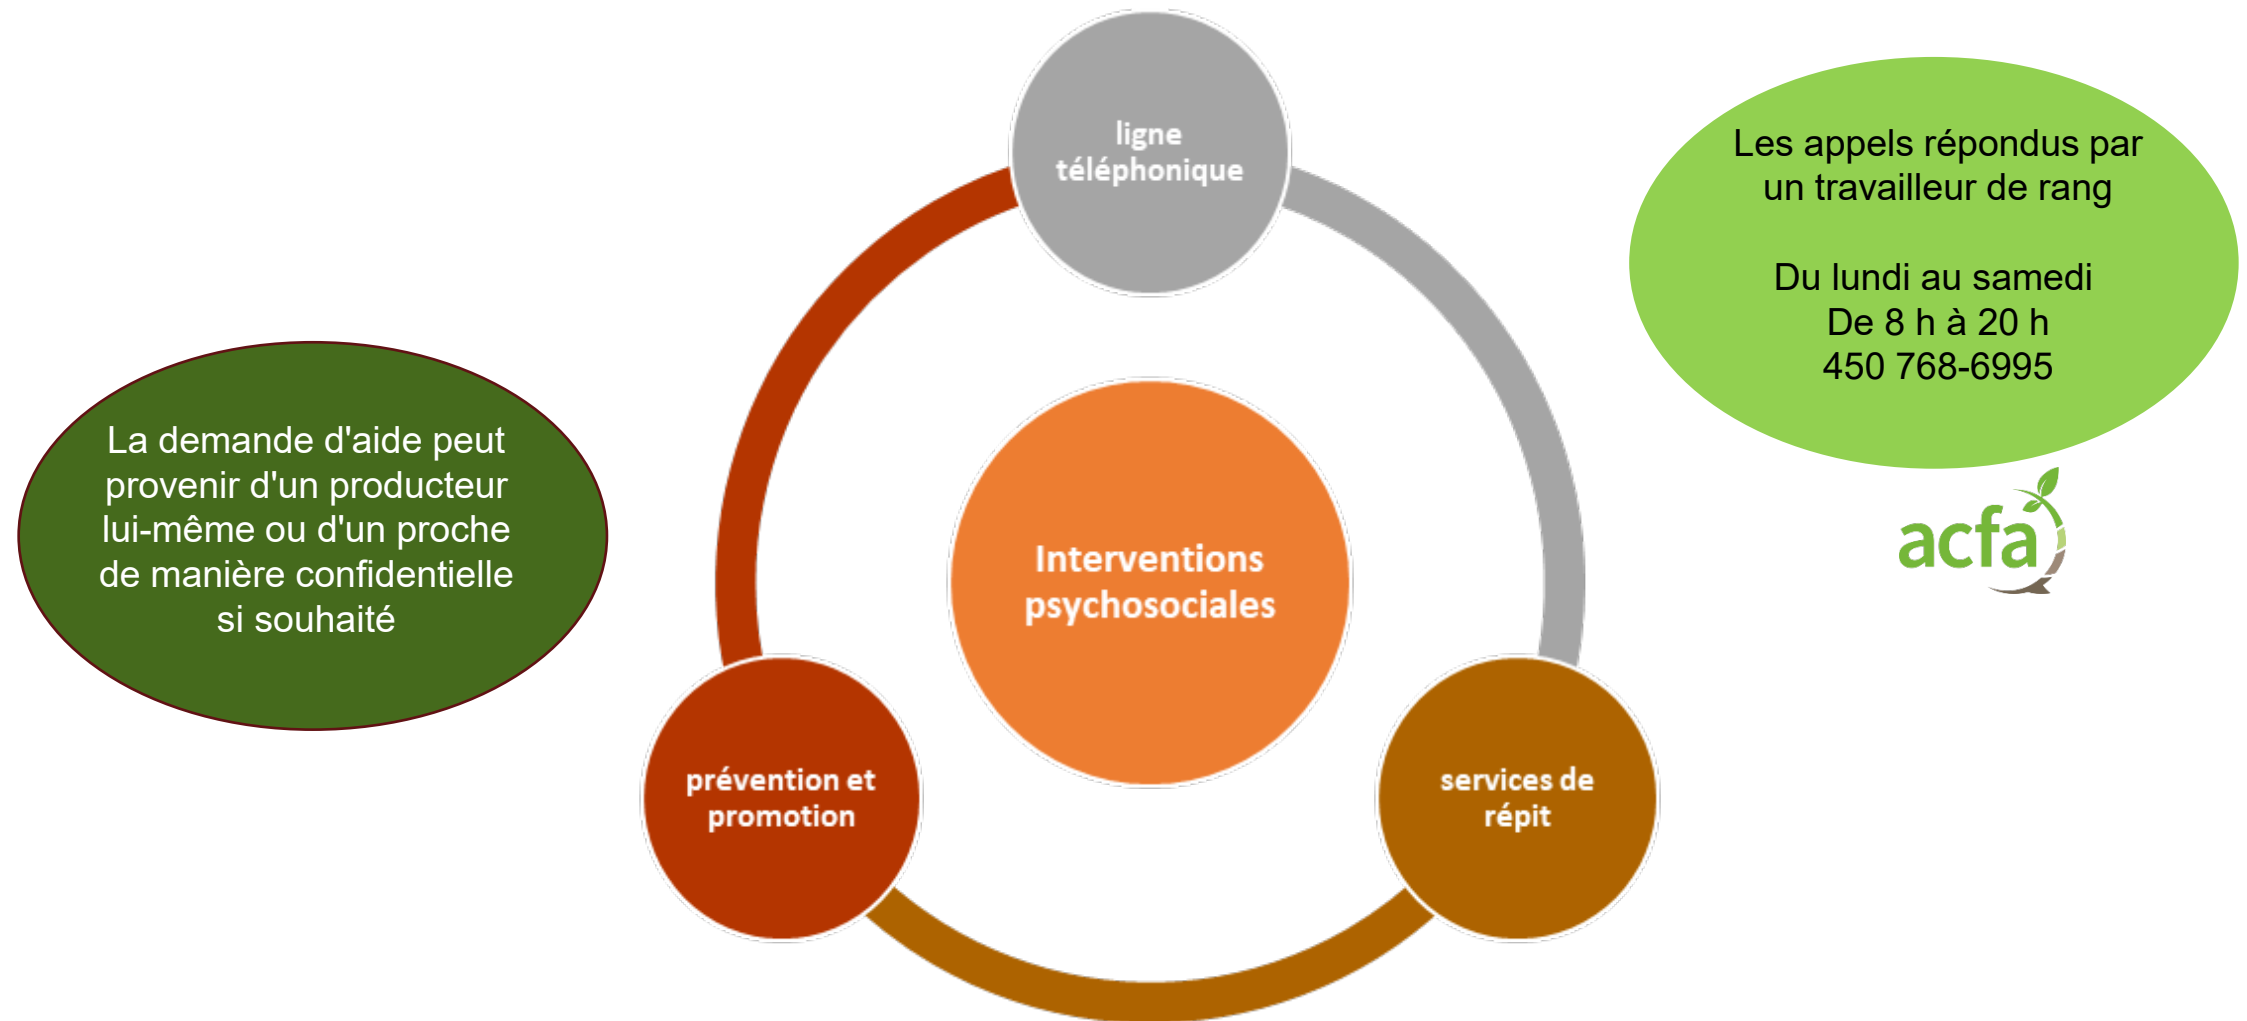 ligne
téléphonique
Les appels répondus par
un travailleur de rang
Du lundi au samedi
De 8 h à 20 h
450 768-6995
acfa
La demande d'aide peut
provenir d'un producteur
lui-même ou d'un proche
de manière confidentielle
si souhaité
Interventions
psychosociales
prévention et
promotion
services de
répit